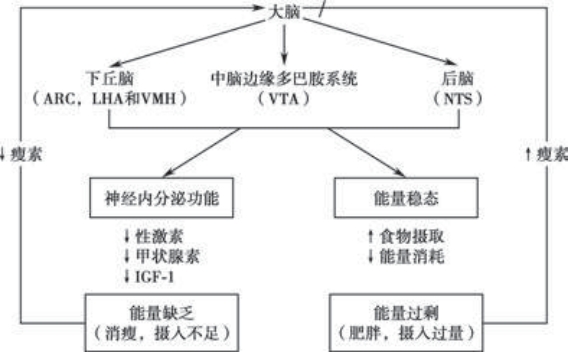 大脑
下丘脑
（ARC，LHA和VMH）
中脑边缘多巴胺系统
（VTA）
后脑
（NTS）
↓瘦素
↑瘦素
神经内分泌功能
能量稳态
↓性激素
↓甲状腺素
↓IGF-1
↑食物摄取
↓能量消耗
能量缺乏
（消瘦，摄入不足）
能量过剩
（肥胖，摄入过量）